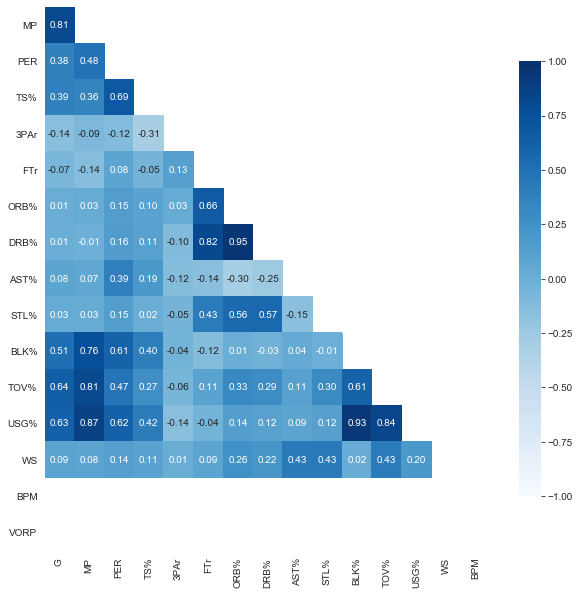 MP 0.81
PER 0.38 0.48
TS% 0.39 0.36 0.69
3PAr -0.14 -0.09 -0.12 -0.31
FTr -0.07 -0.14 0.08 -0.05 0.13
ORB% 0.01 0.03 0.15 0.10 0.03 0.66
DRB% 0.01 -0.01 0.16 0.11 -0.10 0.82 0.95
AST% 0.08 0.07 0.39 0.19 -0.12 -0.14 -0.30 -0.25
STL% 0.03 0.03 0.15 0.02 -0.05 0.43 0.56 0.57 -0.15
BLK% 0.51 0.76 0.61 0.40 -0.04 -0.12 0.01 -0.03 0.04 -0.01
TOV% 0.64 0.81 0.47 0.27 -0.06 0.11 0.33 0.29 0.11 0.30 0.61
USG% 0.63 0.87 0.62 0.42 -0.14 -0.04 0.14 0.12 0.09 0.12 0.93 0.84
WS 0.09 0.08 0.14 0.11 0.01 0.09 0.26 0.22 0.43 0.43 0.02 0.43 0.20
BPM
VORP
G MP PER TS% 3PAr FTr ORB% DRB% AST% STL% BLK% TOV% USG% WS BPM
1.00
0.75
0.50
0.25
0.00
−0.25
−0.50
−0.75
−1.00